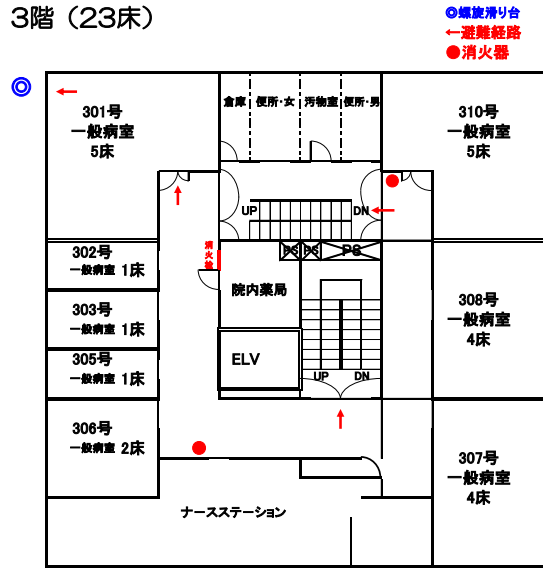 3階（23床）
◎螺旋滑り台
←避難経路
●消火器
301号
一般病室
5床
倉庫
便所・女
汚物室
便所・男
310号
一般病室
5床
UP
DN
消火栓
302号
一般病室 1床
PS
PS
PS
院内薬局
303号
一般病室 1床
308号
一般病室
4床
305号
一般病室 1床
ELV
UP
DN
306号
一般病室 2床
307号
一般病室
4床
ナースステーション